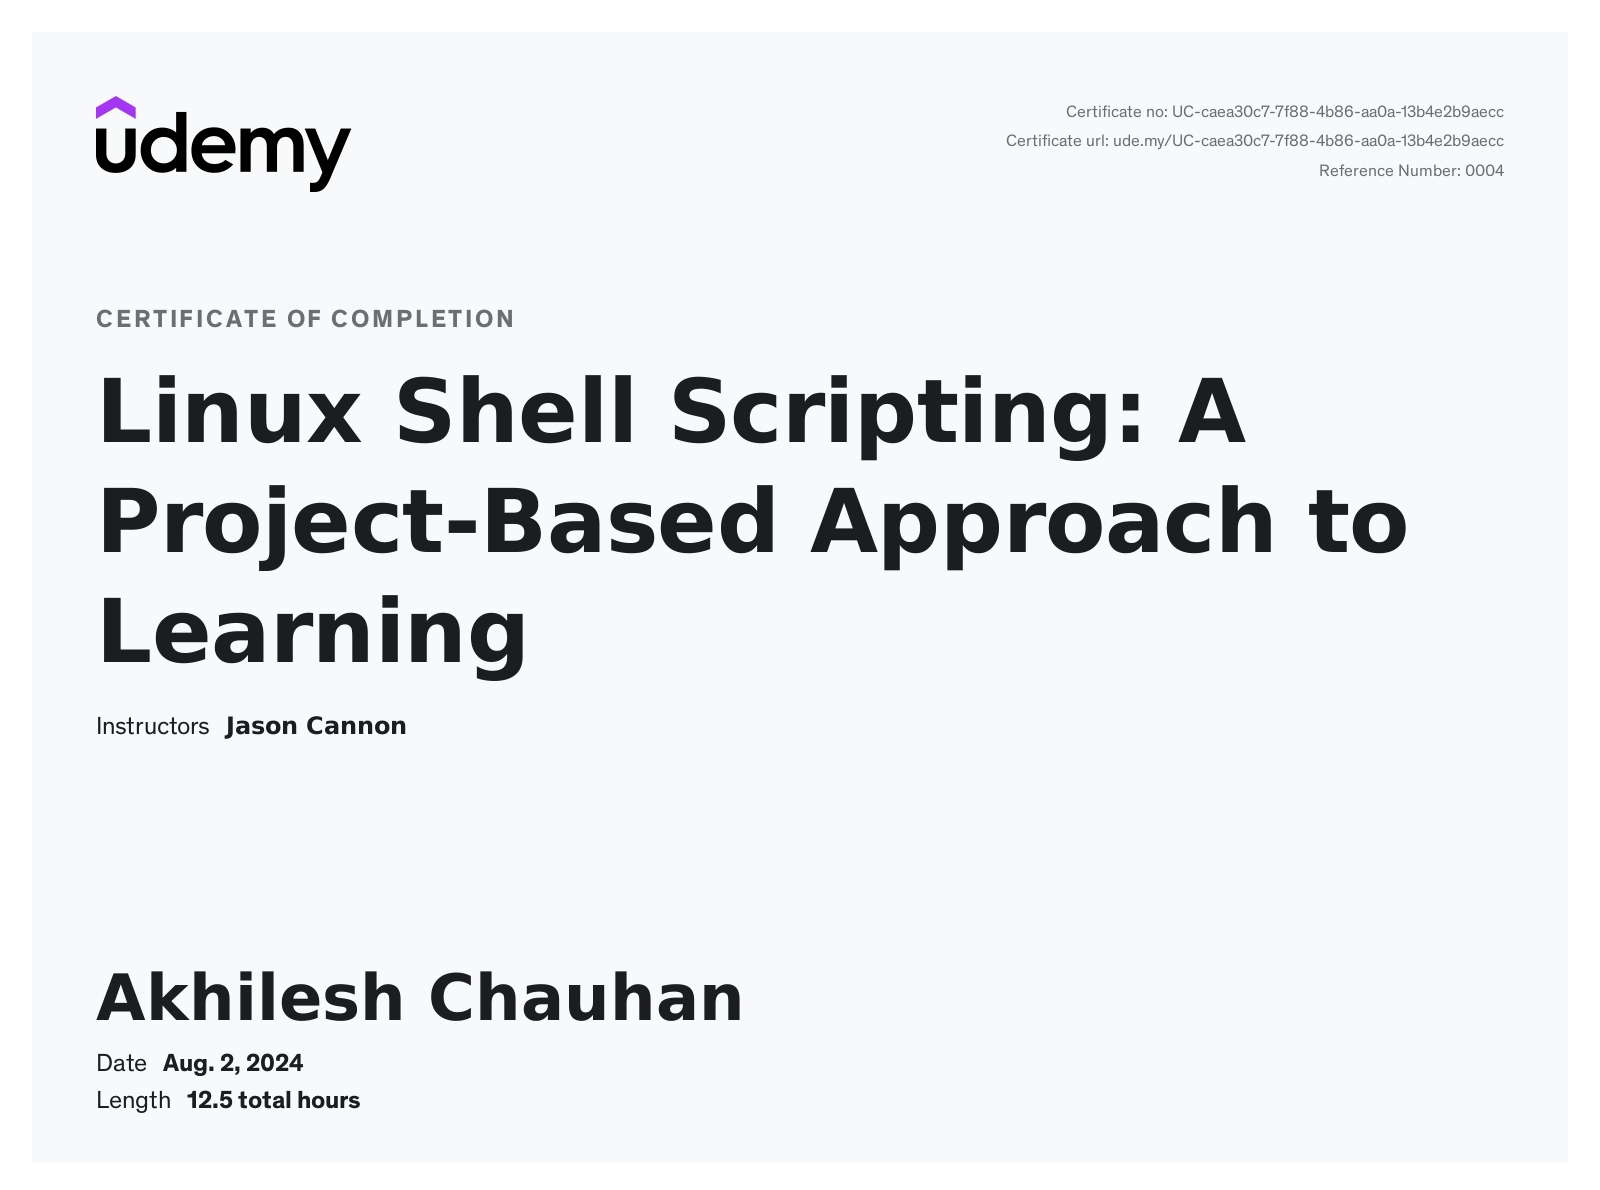 udemy
Certificate no: UC-caea30c7-7f88-4b86-aa0a-13b4e2b9aecc
Certificate url: ude.my/UC-caea30c7-7f88-4b86-aa0a-13b4e2b9aecc
Reference Number: 0004
CERTIFICATE OF COMPLETION
Linux Shell Scripting: A
Project-Based Approach to
Learning
Instructors Jason Cannon
Akhilesh Chauhan
Date Aug. 2, 2024
Length 12.5 total hours